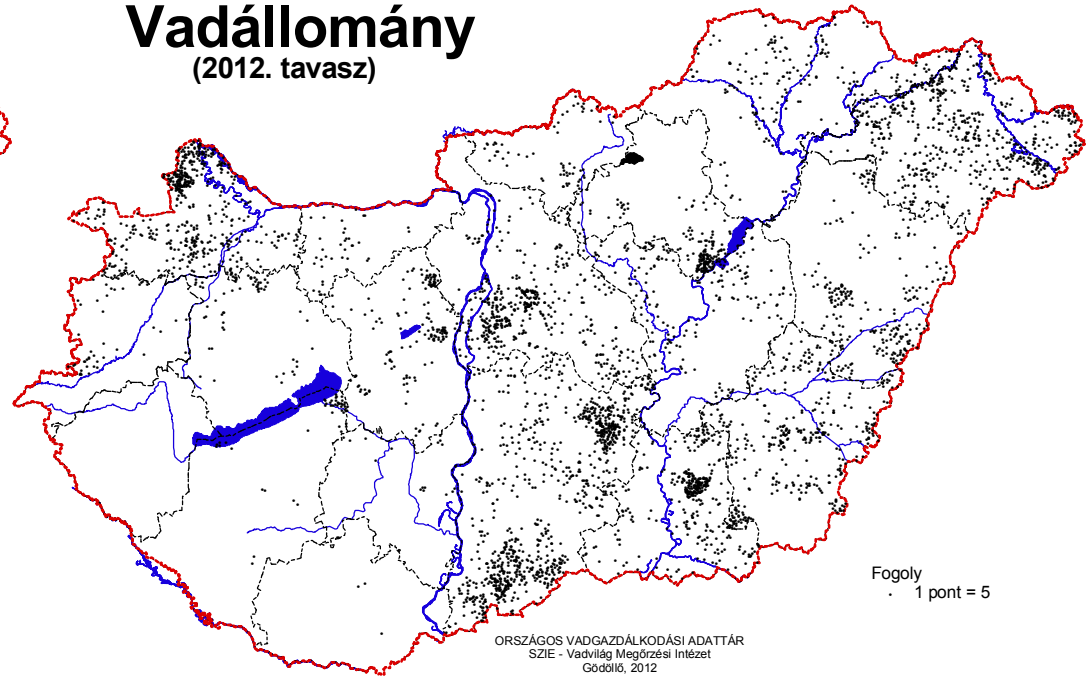 Vadállomány
(2012. tavasz)
Fogoly
. 1 pont = 5
ORSZÁGOS VADGAZDÁLKODÁSI ADATTÁR
SZIE - Vadvilág Megőrzési Intézet
Gödöllő, 2012